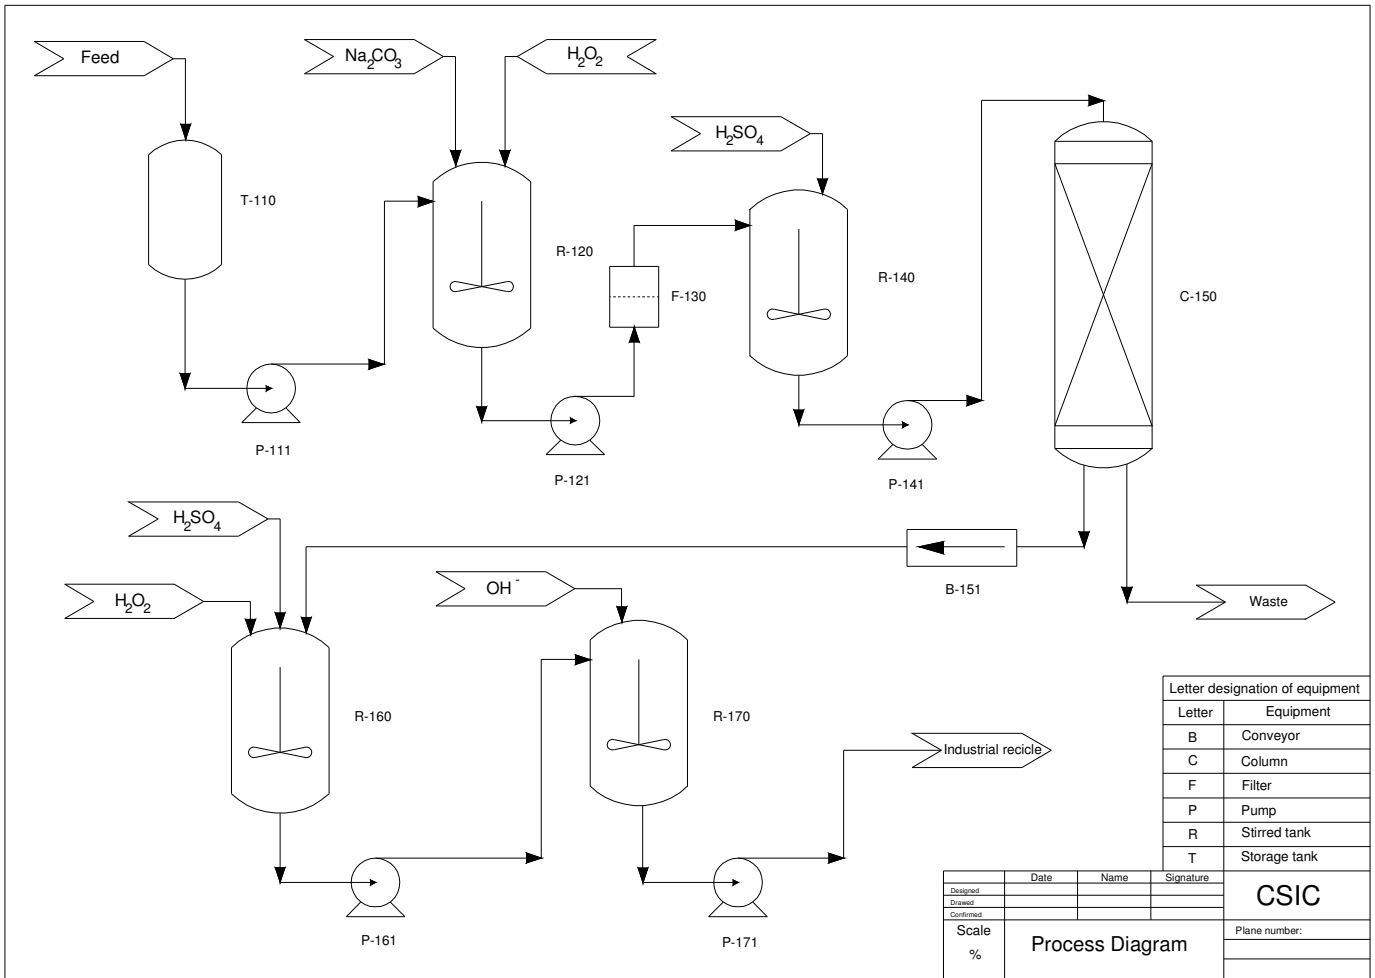 Feed
Na2CO3
H2O2
H2SO4
T-110
R-120
F-130
R-140
C-150
P-111
P-121
P-141
H2SO4
H2O2
OH-
B-151
Waste
R-160
R-170
Industrial recicle
P-161
P-171
Letter designation of equipment
Letter Equipment
B Conveyor
C Column
F Filter
P Pump
R Stirred tank
T Storage tank
Date Name Signature
Designed
Drawed
Confirmed
CSIC
Scale
%
Process Diagram
Plane number: